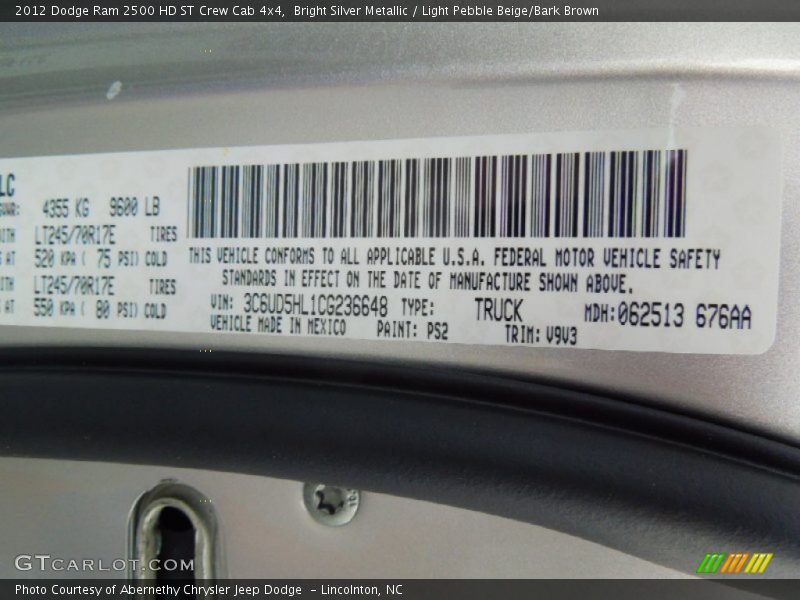 2012 Dodge Ram 2500 HD ST Crew Cab 4x4, Bright Silver Metallic / Light Pebble Beige/Bark Brown
LC
4355 KG 9600 LB
LT245/70R17E TIRES
520 KPA ( 75 PSI) COLD
LT245/70R17E TIRES
550 KPA ( 80 PSI) COLD
THIS VEHICLE CONFORMS TO ALL APPLICABLE U.S.A. FEDERAL MOTOR VEHICLE SAFETY
STANDARDS IN EFFECT ON THE DATE OF MANUFACTURE SHOWN ABOVE.
VIN: 3C6UD5HL1CG236648 TYPE: TRUCK MDH: 062513 676AA
VEHICLE MADE IN MEXICO PAINT: PS2 TRIM: V9V3
GTCARLOT.COM
Photo Courtesy of Abernethy Chrysler Jeep Dodge - Lincolnton, NC